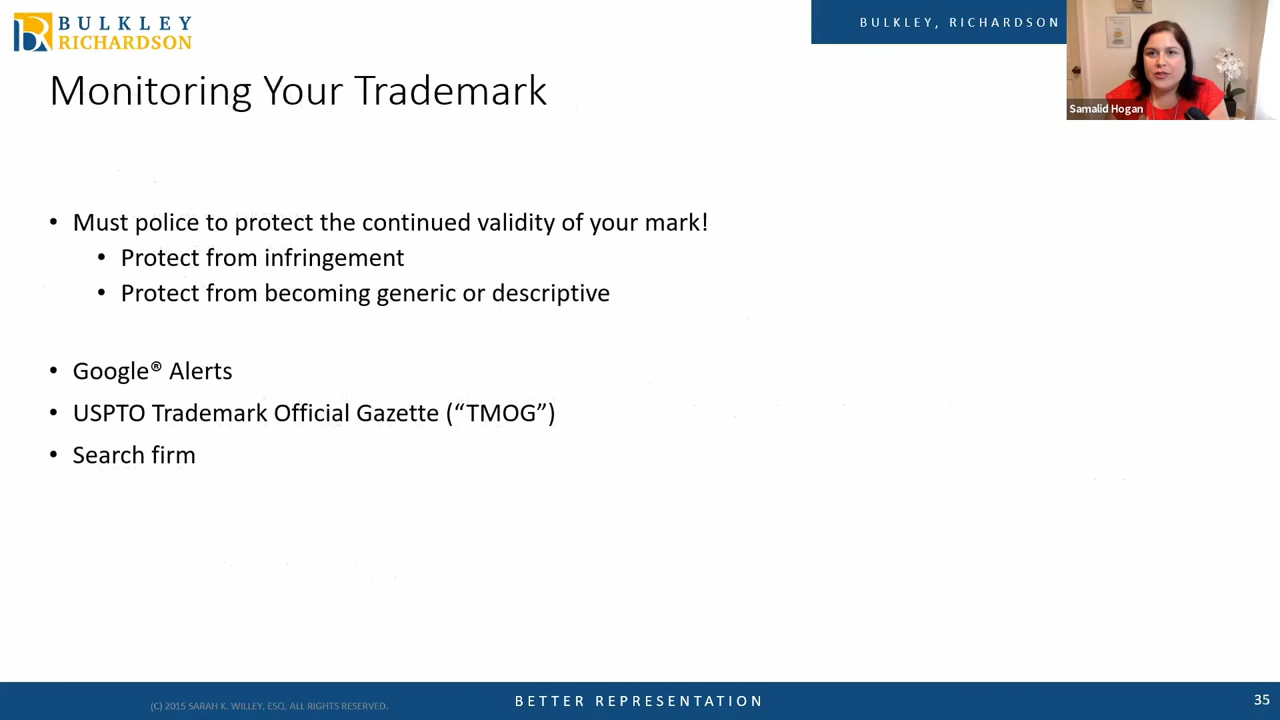 BULKLEY
RICHARDSON
BULKLEY, RICHARDSON
Samalid Hogan
Monitoring Your Trademark
• Must police to protect the continued validity of your mark!
• Protect from infringement
• Protect from becoming generic or descriptive
• Google® Alerts
• USPTO Trademark Official Gazette (“TMOG”)
• Search firm
(C) 2015 SARAH K. WILLEY, ESQ. ALL RIGHTS RESERVED.
BETTER REPRESENTATION
35